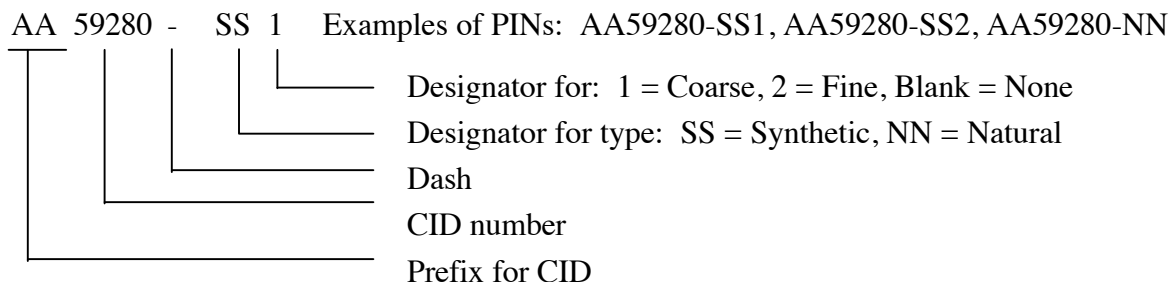 AA 59280 - SS 1 Examples of PINs: AA59280-SS1, AA59280-SS2, AA59280-NN
Designator for: 1 = Coarse, 2 = Fine, Blank = None
Designator for type: SS = Synthetic, NN = Natural
Dash
CID number
Prefix for CID